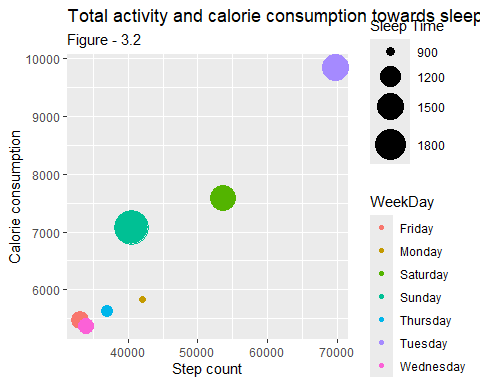 Total activity and calorie consumption towards sleep
Figure - 3.2
Calorie consumption
10000
9000
8000
7000
6000
40000
50000
60000
70000
Step count
Sleep Time
900
1200
1500
1800
WeekDay
Friday
Monday
Saturday
Sunday
Thursday
Tuesday
Wednesday